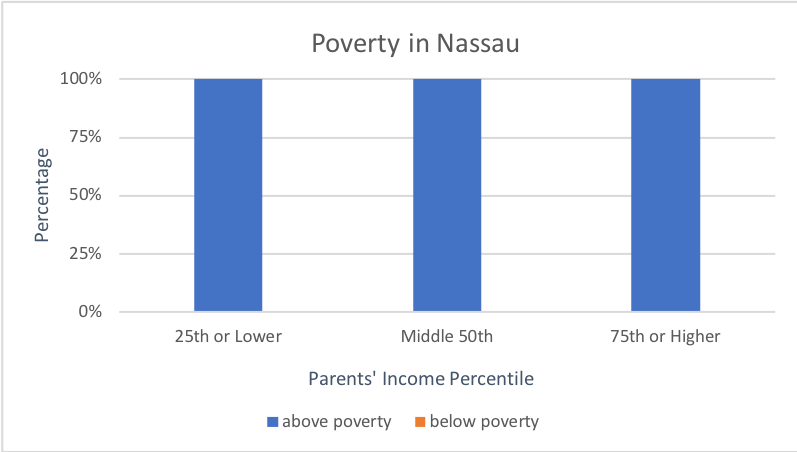 Poverty in Nassau
100%
75%
50%
25%
0%
Percentage
25th or Lower
Middle 50th
75th or Higher
Parents' Income Percentile
above poverty
below poverty